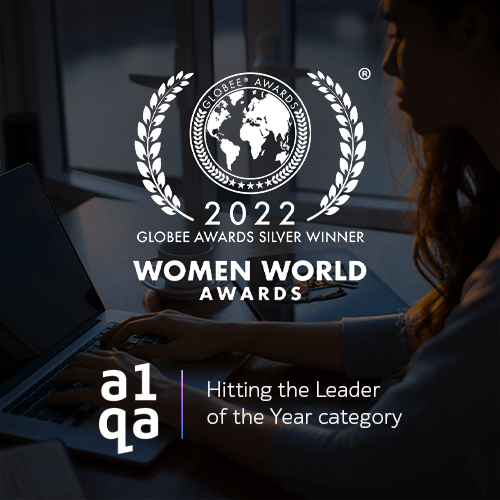 GLOBEE® AWARDS
®
2022
GLOBEE AWARDS SILVER WINNER
WOMEN WORLD
AWARDS
a1
qa
Hitting the Leader
of the Year category